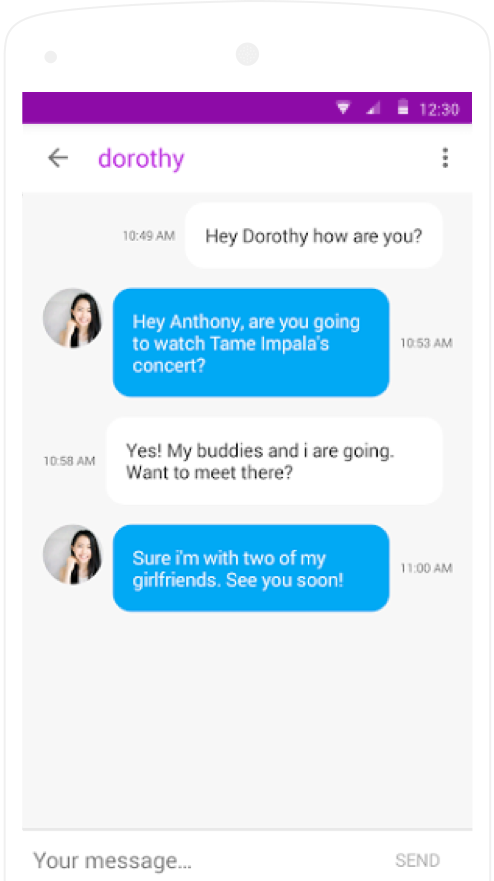 12:30
dorothy
10:49 AM
Hey Dorothy how are you?
Hey Anthony, are you going
to watch Tame Impala's
concert?
10:53 AM
10:58 AM
Yes! My buddies and i are going.
Want to meet there?
Sure i'm with two of my
girlfriends. See you soon!
11:00 AM
Your message...
SEND